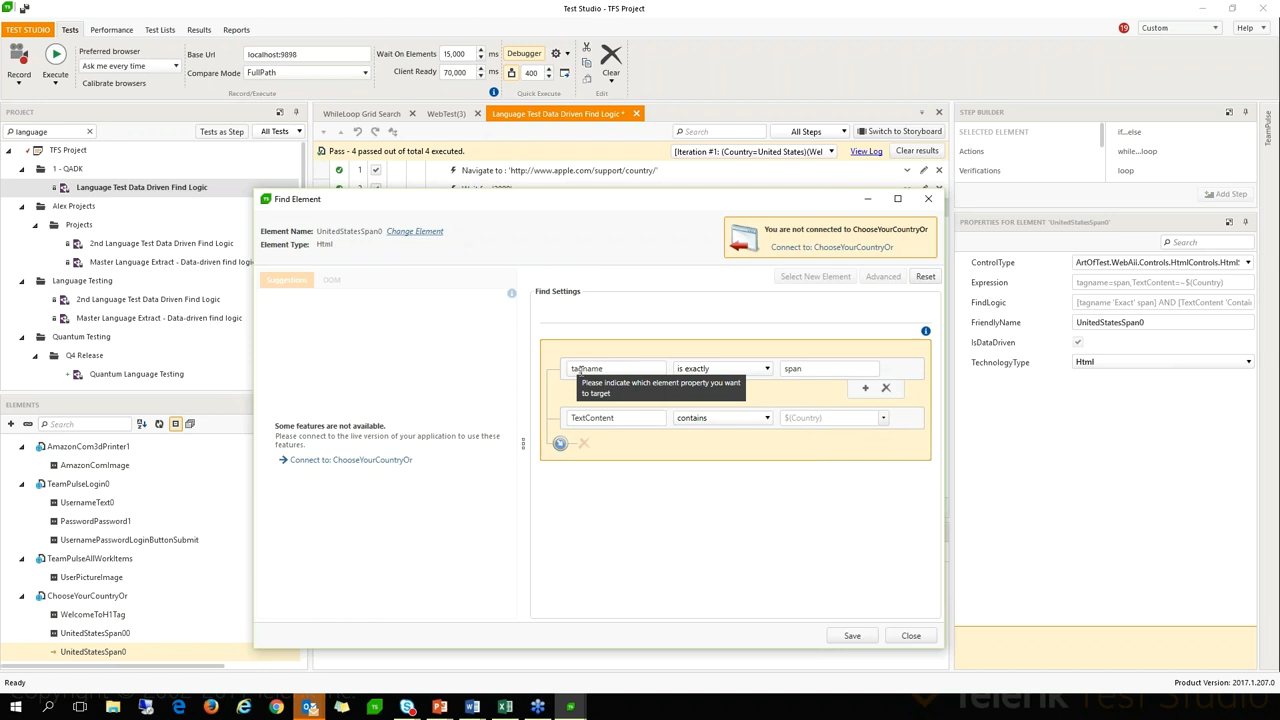 Test Studio - TFS Project
TEST STUDIO Tests Performance Test Lists Results Reports
19 Custom Help
Record
Execute
Preferred browser
Ask me every time
Calibrate browsers
Base Url localhost:9898
Compare Mode FullPath
Record/Execute
Wait On Elements 15,000 ms
Client Ready 70,000 ms
Debugger
400
Quick Execute
Clear
Edit
PROJECT
language Tests as Step All Tests
TFS Project
1 - QADK
Language Test Data Driven Find Logic
Alex Projects
Projects
2nd Language Test Data Driven Find Logic
Master Language Extract - Data-driven find log
Language Testing
2nd Language Test Data Driven Find Logic
Master Language Extract - Data-driven find logic
Quantum Testing
Q4 Release
Quantum Language Testing
ELEMENTS
Search
AmazonCom3dPrinter1
AmazonComImage
TeamPulseLogin0
UsernameText0
PasswordPassword1
UsernamePasswordLoginButtonSubmit
TeamPulseAllWorkItems
UserPictureImage
ChooseYourCountryOr
WelcomeToH1Tag
UnitedStatesSpan00
UnitedStatesSpan0
WhileLoop Grid Search WebTest(3) Language Test Data Driven Find Logic *
Search All Steps Switch to Storyboard
Pass - 4 passed out of total 4 executed. [Iteration #1: (Country=United States)(Wel View Log Clear results
1 Navigate to : 'http://www.apple.com/support/country/'
Find Element
Element Name: UnitedStatesSpan0 Change Element
Element Type: Html
You are not connected to ChooseYourCountryOr
Connect to: ChooseYourCountryOr
Suggestions DOM
Select New Element Advanced Reset
Some features are not available.
Please connect to the live version of your application to use these
features.
Connect to: ChooseYourCountryOr
Find Settings
tagname is exactly span
Please indicate which element property you want
to target
TextContent contains $(Country)
Save Close
STEP BUILDER
SELECTED ELEMENT
Actions
Verifications
if...else
while...loop
loop
Add Step
PROPERTIES FOR ELEMENT 'UnitedStatesSpan0'
Search
ControlType ArtOfTest.WebAii.Controls.HtmlControls.Html:
Expression tagname=span,TextContent=~$(Country)
FindLogic [tagname 'Exact' span] AND [TextContent 'Contai
FriendlyName UnitedStatesSpan0
IsDataDriven
TechnologyType Html
TeamPulse
Ready
Product Version: 2017.1.207.0
Telerik Test Studio